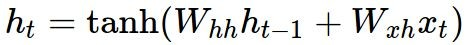 h_t = tanh(W_{hh}h_{t-1} + W_{xh}x_t)